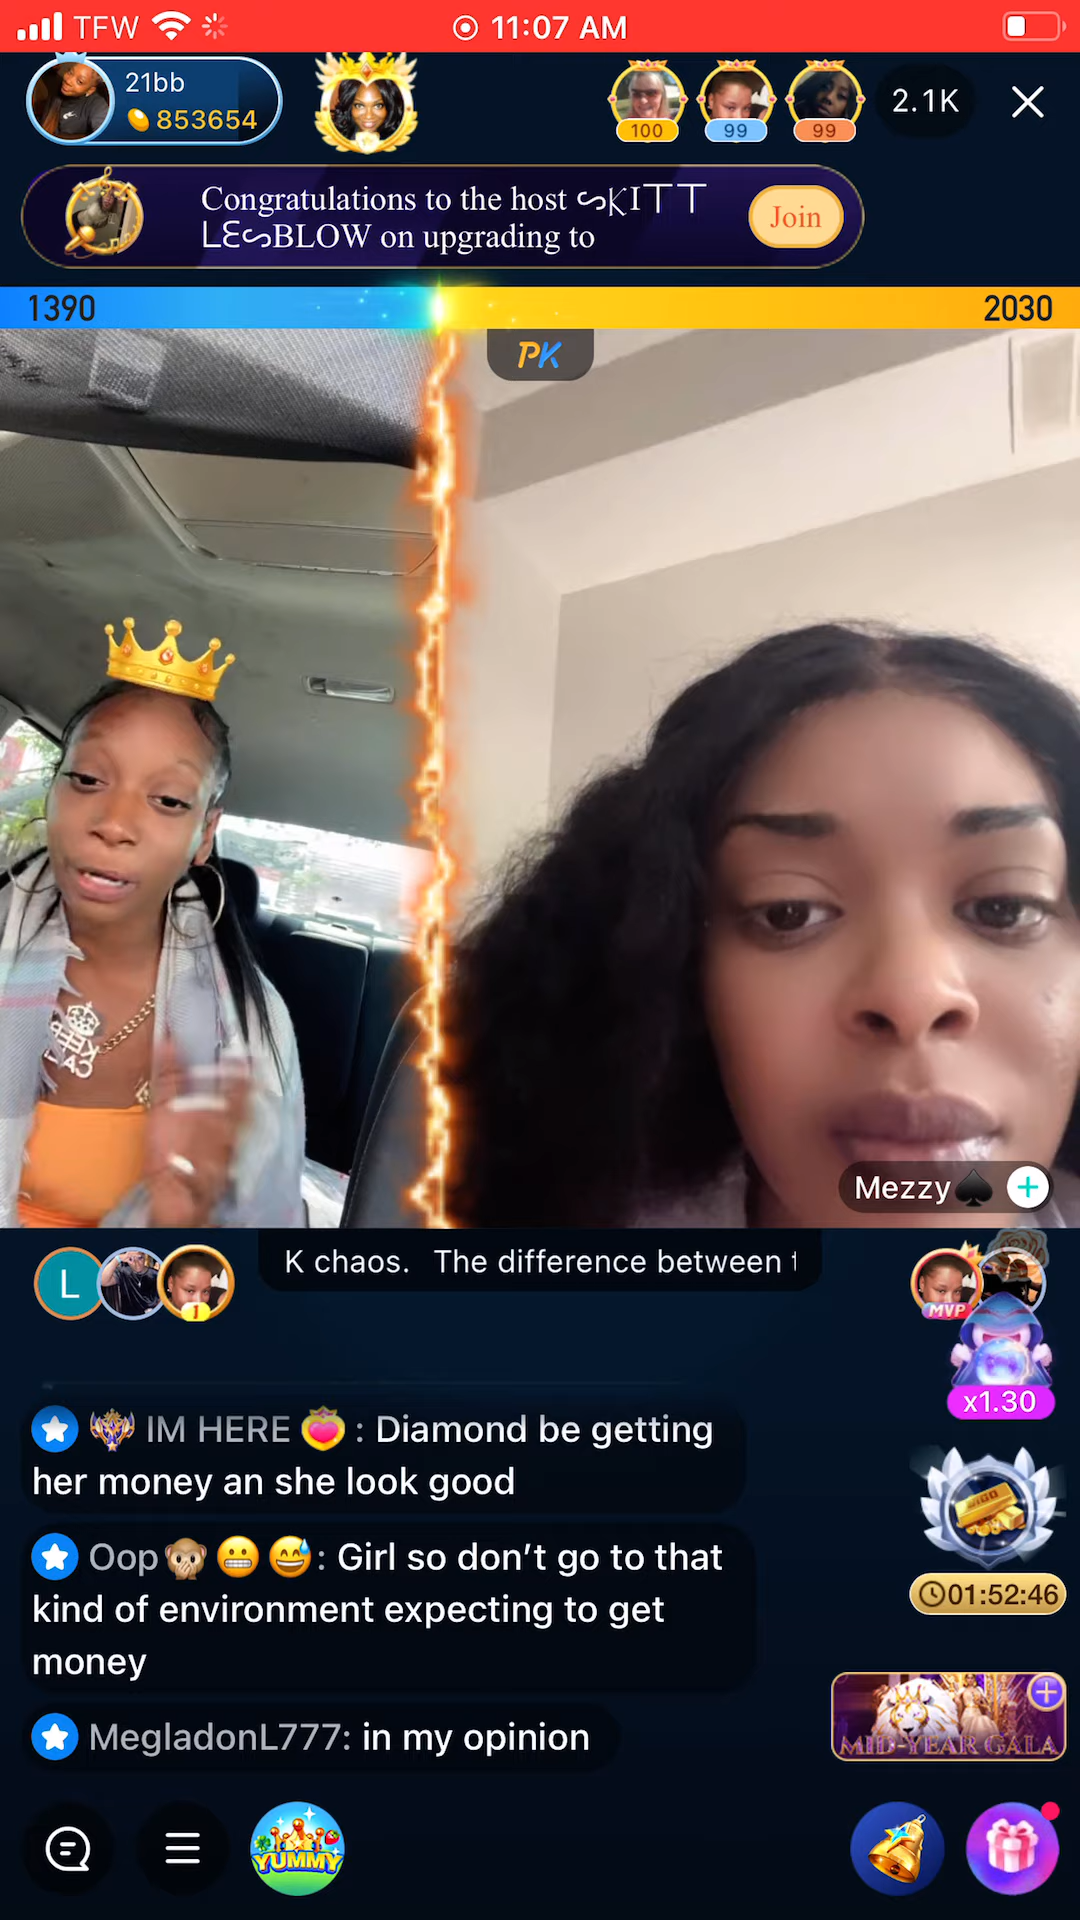 TFW 11:07 AM
21bb
853654
100 99 99 2.1K
Congratulations to the host ᔕKITT
LƐᔕBLOW on upgrading to
Join
1390 2030
PK
Mezzy♠️
K chaos. The difference between
1
MVP
x1.30
IM HERE : Diamond be getting
her money an she look good
Oop🙊😬😅: Girl so don't go to that
kind of environment expecting to get
money
01:52:46
MegladonL777: in my opinion
MID-YEAR GALA
YUMMY